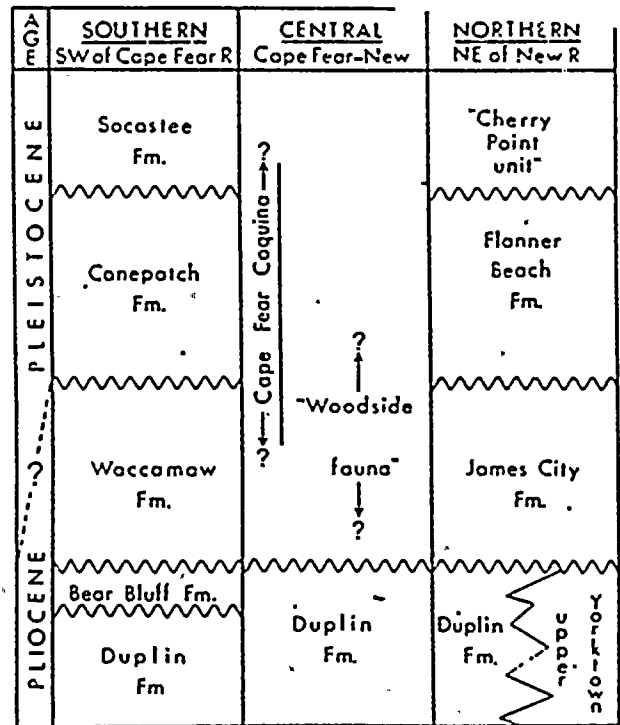 AGE
SOUTHERN
SW of Cape Fear R
CENTRAL
Cape Fear-New
NORTHERN
NE of New R
PLEISTOCENE
?
PLIOCENE
Socastee
Fm.
Canepatch
Fm.
Waccamaw
Fm.
Bear Bluff Fm.
Duplin
Fm
?
Cape Fear Coquina
?
?
"Woodside
fauna"
?
Duplin
Fm.
"Cherry
Point
unit"
Flanner
Beach
Fm.
James City
Fm.
Duplin
Fm.
upper
Yorktown